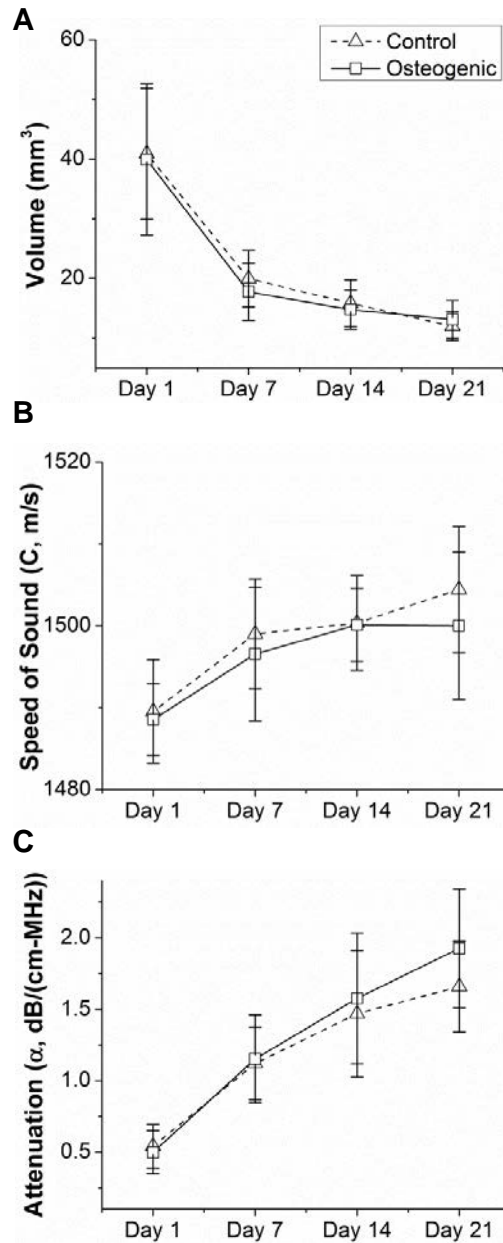 A
60
Control
Osteogenic
Volume (mm³)
40
20
Day 1 Day 7 Day 14 Day 21
B
1520
Speed of Sound (C, m/s)
1500
1480
Day 1 Day 7 Day 14 Day 21
C
Attenuation (α, dB/(cm-MHz))
2.0
1.5
1.0
0.5
Day 1 Day 7 Day 14 Day 21